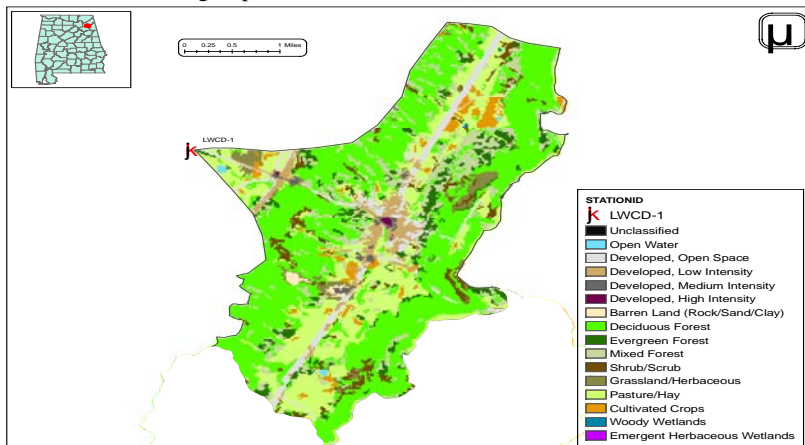 0 0.25 0.5 1 Miles
µ
LWCD-1
STATIONID
LWCD-1
Unclassified
Open Water
Developed, Open Space
Developed, Low Intensity
Developed, Medium Intensity
Developed, High Intensity
Barren Land (Rock/Sand/Clay)
Deciduous Forest
Evergreen Forest
Mixed Forest
Shrub/Scrub
Grassland/Herbaceous
Pasture/Hay
Cultivated Crops
Woody Wetlands
Emergent Herbaceous Wetlands